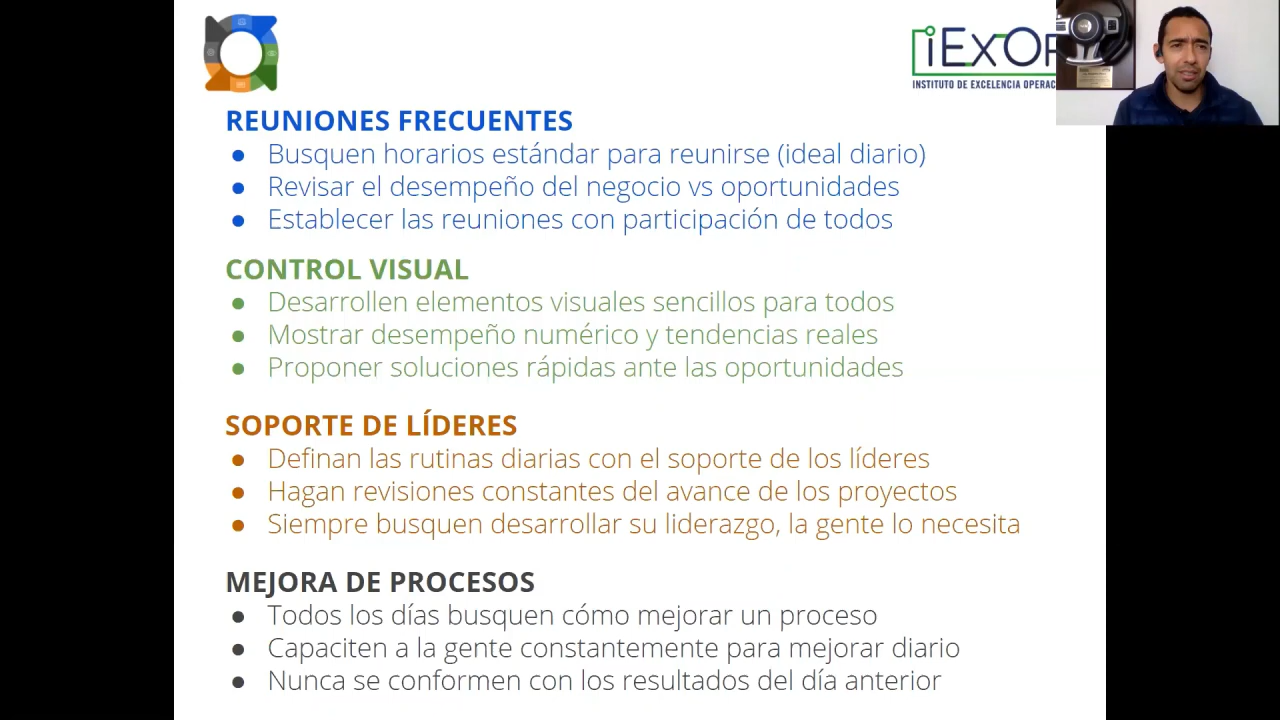 iExOP
INSTITUTO DE EXCELENCIA OPERAC
REUNIONES FRECUENTES
● Busquen horarios estándar para reunirse (ideal diario)
● Revisar el desempeño del negocio vs oportunidades
● Establecer las reuniones con participación de todos
CONTROL VISUAL
● Desarrollen elementos visuales sencillos para todos
● Mostrar desempeño numérico y tendencias reales
● Proponer soluciones rápidas ante las oportunidades
SOPORTE DE LÍDERES
● Definan las rutinas diarias con el soporte de los líderes
● Hagan revisiones constantes del avance de los proyectos
● Siempre busquen desarrollar su liderazgo, la gente lo necesita
MEJORA DE PROCESOS
● Todos los días busquen cómo mejorar un proceso
● Capaciten a la gente constantemente para mejorar diario
● Nunca se conformen con los resultados del día anterior